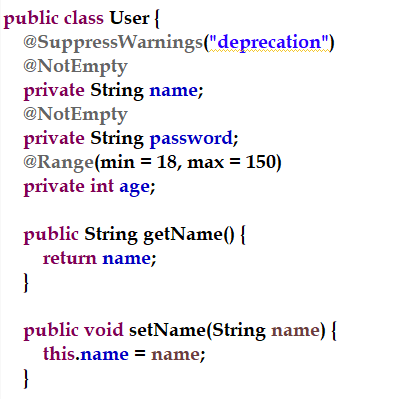 public class User {
@SuppressWarnings("deprecation")
@NotEmpty
private String name;
@NotEmpty
private String password;
@Range(min = 18, max = 150)
private int age;
public String getName() {
return name;
}
public void setName(String name) {
this.name = name;
}